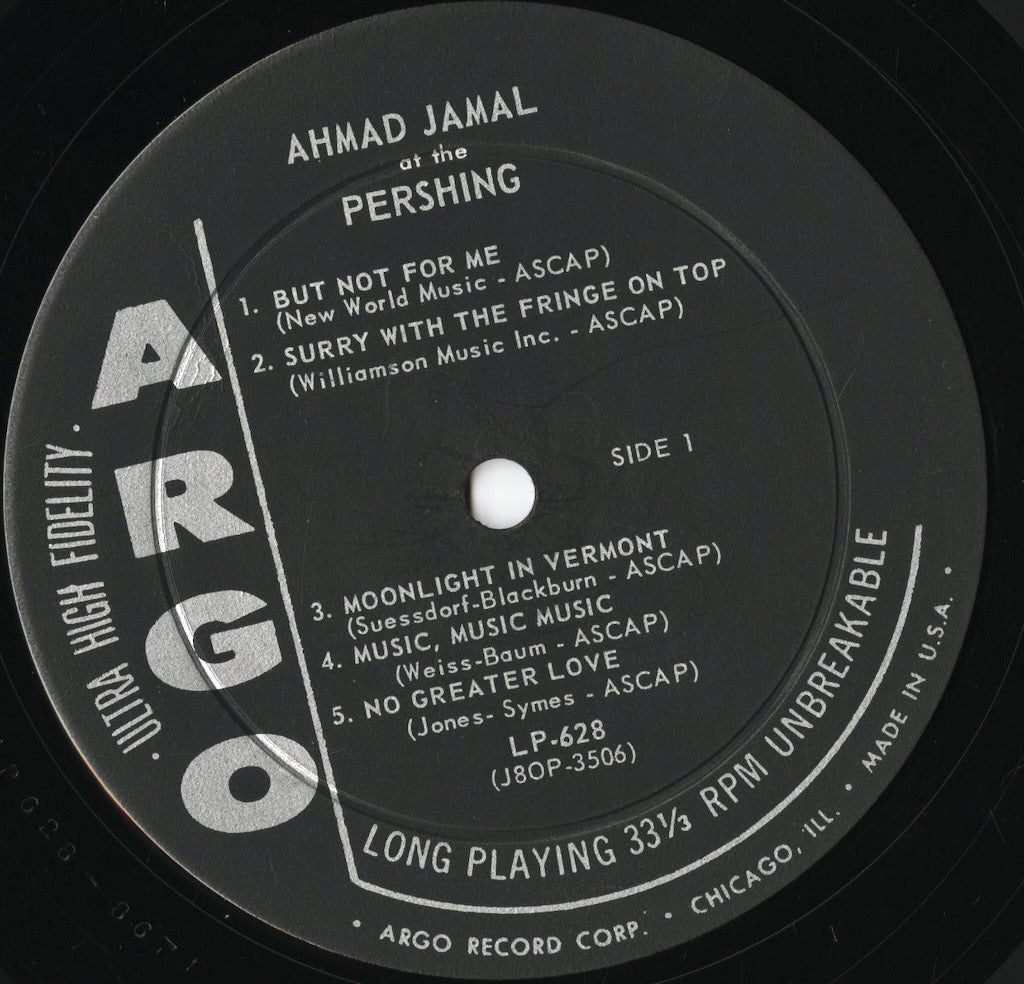 AHMAD JAMAL
at the
PERSHING
1. BUT NOT FOR ME
(New World Music - ASCAP)
2. SURRY WITH THE FRINGE ON TOP
(Williamson Music Inc. - ASCAP)
SIDE 1
3. MOONLIGHT IN VERMONT
(Suessdorf-Blackburn - ASCAP)
4. MUSIC, MUSIC MUSIC
(Weiss-Baum - ASCAP)
5. NO GREATER LOVE
(Jones- Symes - ASCAP)
LP-628
(J8OP-3506)
ARGO
• ULTRA HIGH FIDELITY •
LONG PLAYING 33⅓ RPM UNBREAKABLE
• ARGO RECORD CORP. • CHICAGO, ILL. • MADE IN U.S.A. •